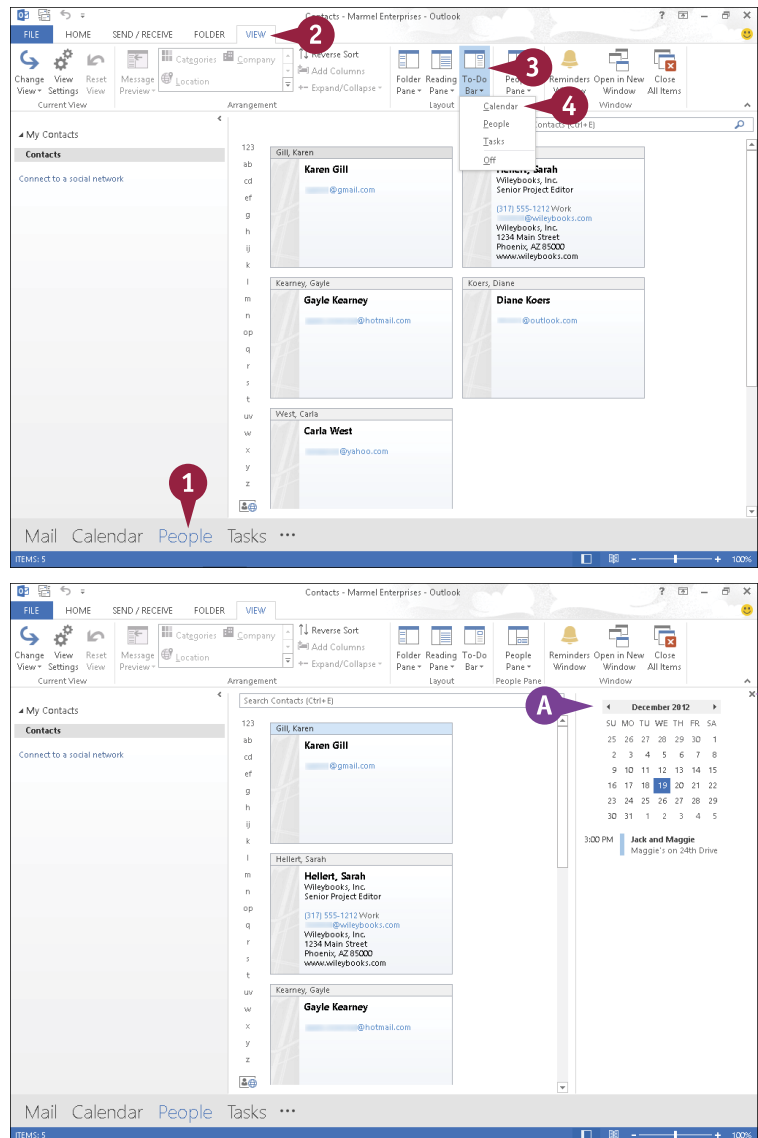 Contacts - Marmel Enterprises - Outlook
FILE HOME SEND / RECEIVE FOLDER VIEW
2
Change View View Settings Reset View
Message Preview
Categories Company
Location
Reverse Sort
Add Columns
Expand/Collapse
Folder Pane Reading Pane To-Do Bar
3
Reminders Open in New Window Close All Items
Current View Arrangement Layout Window
Calendar
4
People
Tasks
Off
My Contacts
Contacts
Connect to a social network
Contacts (Ctrl+E)
123
ab
cd
ef
g
h
ij
k
l
m
n
op
q
r
s
t
uv
w
x
y
z
Gill, Karen
Karen Gill
@gmail.com
Hellert, Sarah
Wileybooks, Inc.
Senior Project Editor
(317) 555-1212 Work
@wileybooks.com
Wileybooks, Inc.
1234 Main Street
Phoenix, AZ 85000
www.wileybooks.com
Kearney, Gayle
Gayle Kearney
@hotmail.com
Koers, Diane
Diane Koers
@outlook.com
West, Carla
Carla West
@yahoo.com
1
Mail Calendar People Tasks •••
ITEMS: 5 100%
Contacts - Marmel Enterprises - Outlook
FILE HOME SEND / RECEIVE FOLDER VIEW
Change View View Settings Reset View
Message Preview
Categories Company
Location
Reverse Sort
Add Columns
Expand/Collapse
Folder Pane Reading Pane To-Do Bar
People Pane
Reminders Window Open in New Window Close All Items
Current View Arrangement Layout People Pane Window
My Contacts
Contacts
Connect to a social network
Search Contacts (Ctrl+E)
A
123
ab
cd
ef
g
h
ij
k
l
m
n
op
q
r
s
t
uv
w
x
y
z
Gill, Karen
Karen Gill
@gmail.com
Hellert, Sarah
Hellert, Sarah
Wileybooks, Inc.
Senior Project Editor
(317) 555-1212 Work
@wileybooks.com
Wileybooks, Inc.
1234 Main Street
Phoenix, AZ 85000
www.wileybooks.com
Kearney, Gayle
Gayle Kearney
@hotmail.com
December 2012
SU MO TU WE TH FR SA
25 26 27 28 29 30 1
2 3 4 5 6 7 8
9 10 11 12 13 14 15
16 17 18 19 20 21 22
23 24 25 26 27 28 29
30 31 1 2 3 4 5
3:00 PM Jack and Maggie
Maggie's on 24th Drive
Mail Calendar People Tasks •••
ITEMS: 5 100%